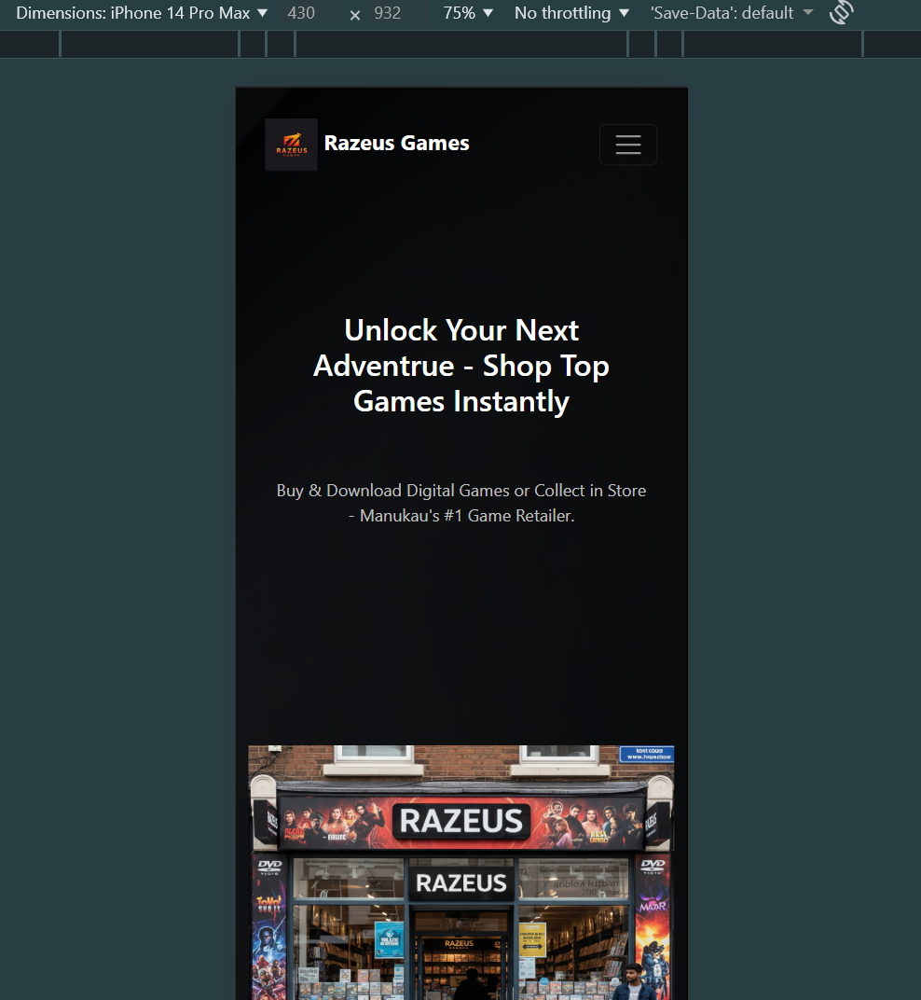 Dimensions: iPhone 14 Pro Max ▼ 430 × 932 75% ▼ No throttling ▼ 'Save-Data': default
RAZEUS
Razeus Games
Unlock Your Next
Adventrue - Shop Top
Games Instantly
Buy & Download Digital Games or Collect in Store
- Manukau's #1 Game Retailer.
RAZEUS
DVD
DVD
RAZEUS
RAZEUS